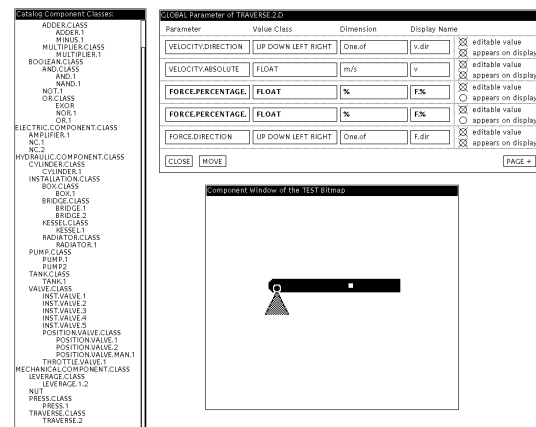 Catalog Component Classes:
ADDER.CLASS
ADDER.1
MINUS.1
MULTIPLIER.CLASS
MULTIPLIER.1
BOOLEAN.CLASS
AND.CLASS
AND.1
NAND.1
NOT.1
OR.CLASS
EXOR
NOR.1
OR.1
ELECTRIC.COMPONENT.CLASS
AMPLIFIER.1
NC.1
NC.2
HYDRAULIC.COMPONENT.CLASS
CYLINDER.CLASS
CYLINDER.1
INSTALLATION.CLASS
BOX.CLASS
BOX.1
BRIDGE.CLASS
BRIDGE.1
BRIDGE.2
KESSEL.CLASS
KESSEL.1
RADIATOR.CLASS
RADIATOR.1
PUMP.CLASS
PUMP.1
PUMP2
TANK.CLASS
TANK.1
VALVE.CLASS
INST.VALVE.1
INST.VALVE.2
INST.VALVE.3
INST.VALVE.4
INST.VALVE.5
POSITION.VALVE.CLASS
POSITION.VALVE.1
POSITION.VALVE.2
POSITION.VALVE.MAN.1
THROTTLE.VALVE.1
MECHANICAL.COMPONENT.CLASS
LEVERAGE.CLASS
LEVERAGE.1.2
NUT
PRESS.CLASS
PRESS.1
TRAVERSE.CLASS
TRAVERSE.2
GLOBAL Parameter of TRAVERSE.2.D
Parameter Value Class Dimension Display Name
VELOCITY.DIRECTION UP DOWN LEFT RIGHT One.of v.dir editable value
appears on display
VELOCITY.ABSOLUTE FLOAT m/s v editable value
appears on display
FORCE.PERCENTAGE. FLOAT % F.% editable value
appears on display
FORCE.PERCENTAGE. FLOAT % F.% editable value
appears on display
FORCE.DIRECTION UP DOWN LEFT RIGHT One.of F.dir editable value
appears on display
CLOSE MOVE PAGE +
Component Window of the TEST Bitmap